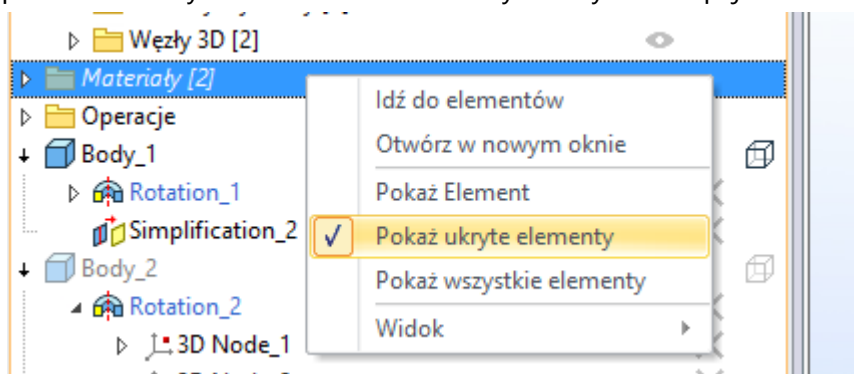 Węzły 3D [2]
Materiały [2]
Operacje
Body_1
Rotation_1
Simplification_2
Body_2
Rotation_2
3D Node_1
Idź do elementów
Otwórz w nowym oknie
Pokaż Element
Pokaż ukryte elementy
Pokaż wszystkie elementy
Widok